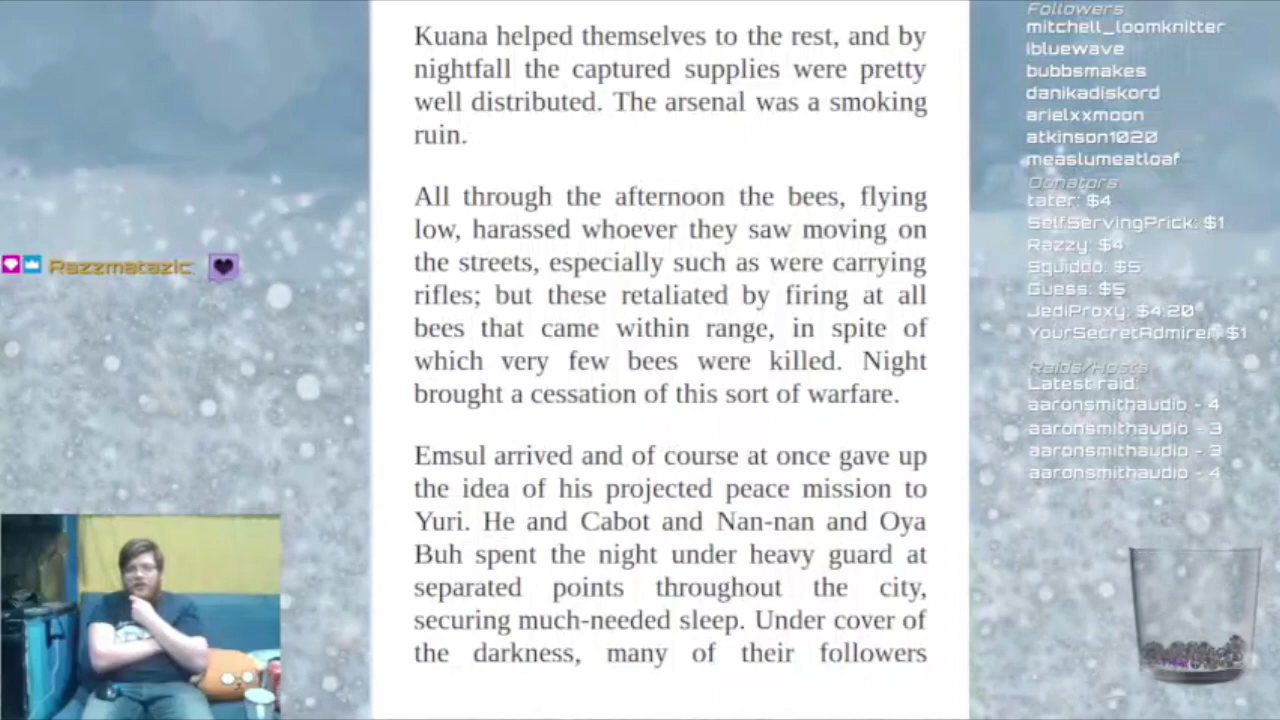 Kuana helped themselves to the rest, and by
nightfall the captured supplies were pretty
well distributed. The arsenal was a smoking
ruin.
All through the afternoon the bees, flying
low, harassed whoever they saw moving on
the streets, especially such as were carrying
rifles; but these retaliated by firing at all
bees that came within range, in spite of
which very few bees were killed. Night
brought a cessation of this sort of warfare.
Emsul arrived and of course at once gave up
the idea of his projected peace mission to
Yuri. He and Cabot and Nan-nan and Oya
Buh spent the night under heavy guard at
separated points throughout the city,
securing much-needed sleep. Under cover of
the darkness, many of their followers
Razzmatazic
Followers
mitchell_loomknitter
ibluewave
bubbsmakes
danikadiskord
arielxxmoon
atkinson1020
measlymeatloaf
Donators
tater: $4
SelfServingPrick: $1
Razzy: $4
Squiddo: $5
Guess: $5
JediProxy: $4.20
YourSecretAdmirer: $1
Raids/Hosts
Latest raid:
aaronsmithaudio - 4
aaronsmithaudio - 3
aaronsmithaudio - 3
aaronsmithaudio - 4